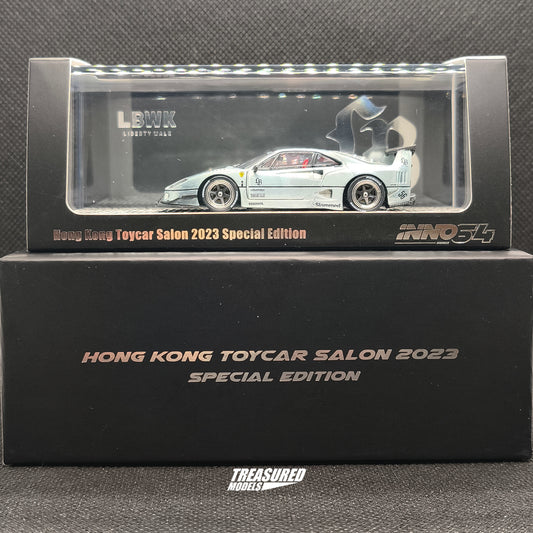 LBWK
LIBERTY WALK
Hong Kong Toycar Salon 2023 Special Edition
INNO64
HONG KONG TOYCAR SALON 2023
SPECIAL EDITION
TREASURED
MODELS